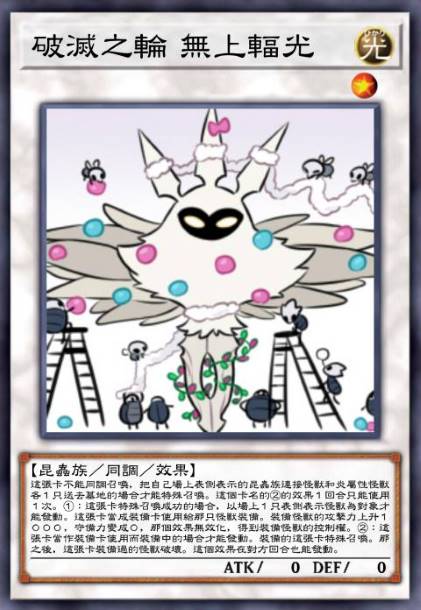 破滅之輪 無上輻光
ひかり
光
【昆蟲族／同調／效果】
這張卡不能同調召喚，把自己場上表側表示的昆蟲族連接怪獸和炎屬性怪獸
各1只送去墓地的場合才能特殊召喚。這個卡名的②的效果1回合只能使用
1次。①：這張卡特殊召喚成功的場合，以場上1只表側表示怪獸為對象才
能發動。這張卡當成裝備卡使用給那只怪獸裝備。裝備怪獸的攻擊力上升1
０００，守備力變成０，那個效果無效化，得到裝備怪獸的控制權。②：這
張卡當作裝備卡使用而裝備中的場合才能發動。裝備的這張卡特殊召喚。那
之後，這張卡裝備過的怪獸破壞。這個效果在對方回合也能發動。
ATK/ 0 DEF/ 0